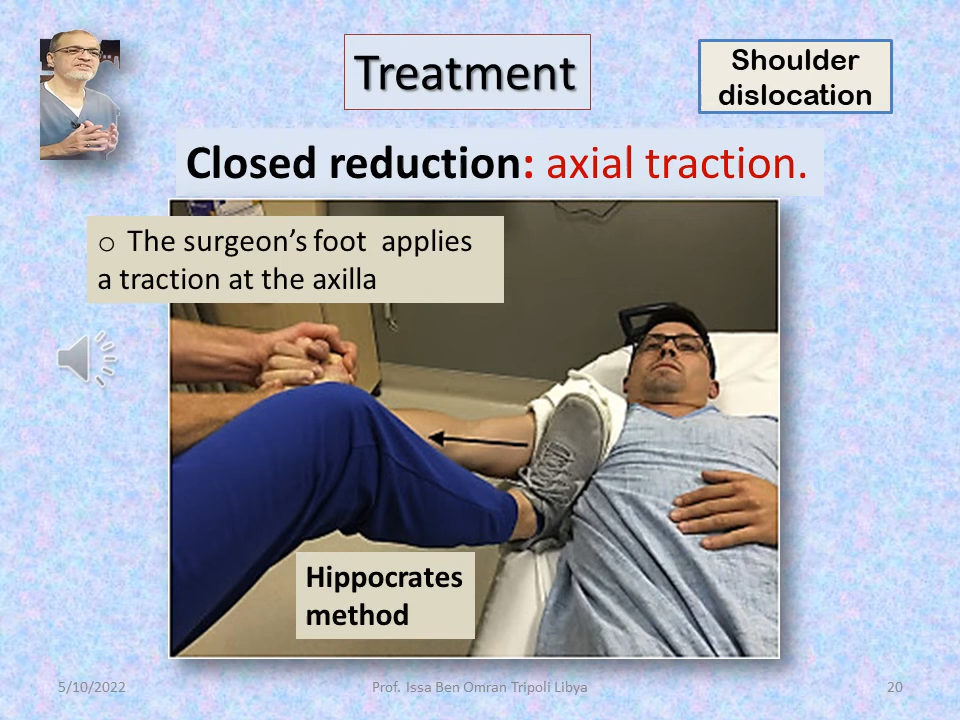 Treatment
Shoulder
dislocation
Closed reduction: axial traction.
o The surgeon’s foot  applies
a traction at the axilla
Hippocrates
method
5/10/2022
Prof. Issa Ben Omran Tripoli Libya
20